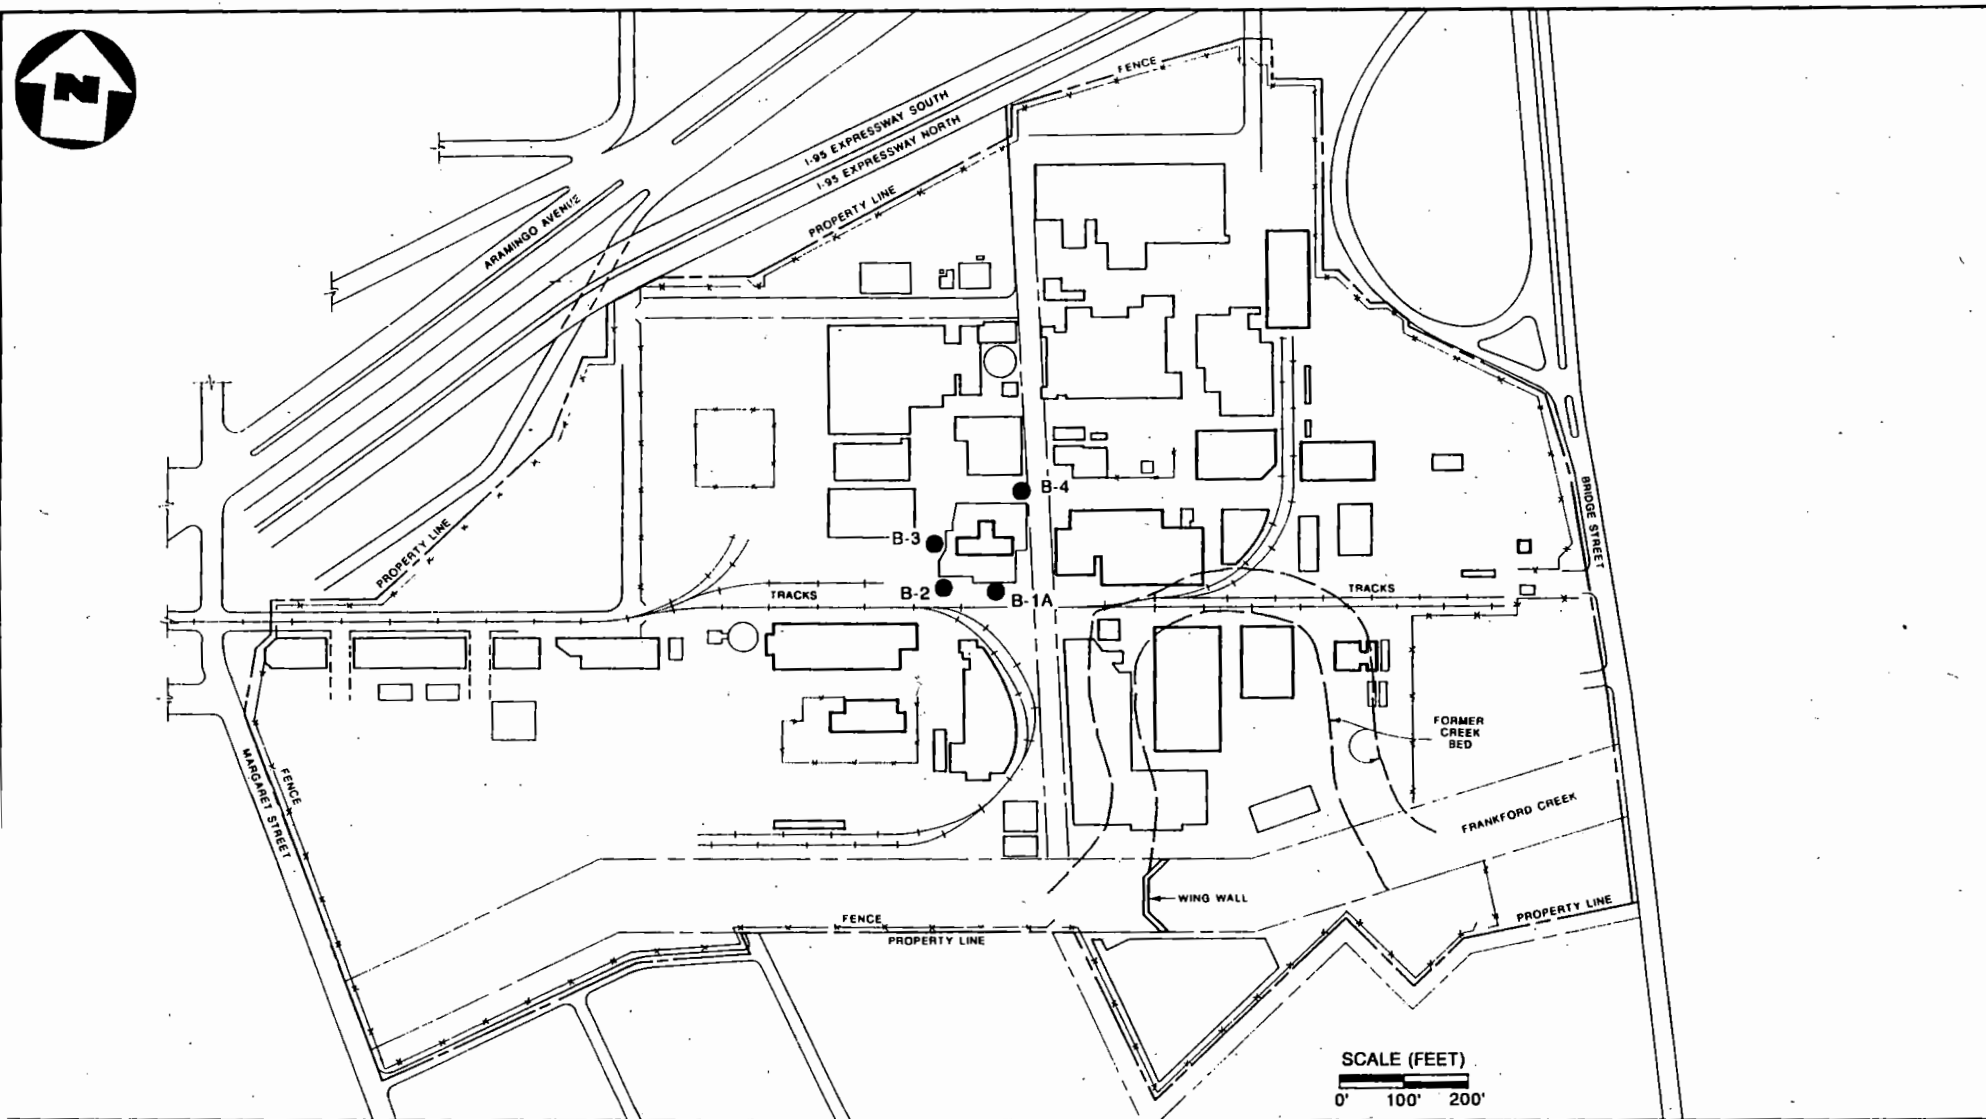 N
FENCE
I-95 EXPRESSWAY SOUTH
I-95 EXPRESSWAY NORTH
PROPERTY LINE
ARAMINGO AVENUE
B-4
BRIDGE STREET
PROPERTY LINE
B-3
B-2
B-1A
TRACKS
TRACKS
FORMER
CREEK
BED
FENCE
MARGARET STREET
FRANKFORD CREEK
WING WALL
FENCE
PROPERTY LINE
PROPERTY LINE
SCALE (FEET)
0' 100' 200'